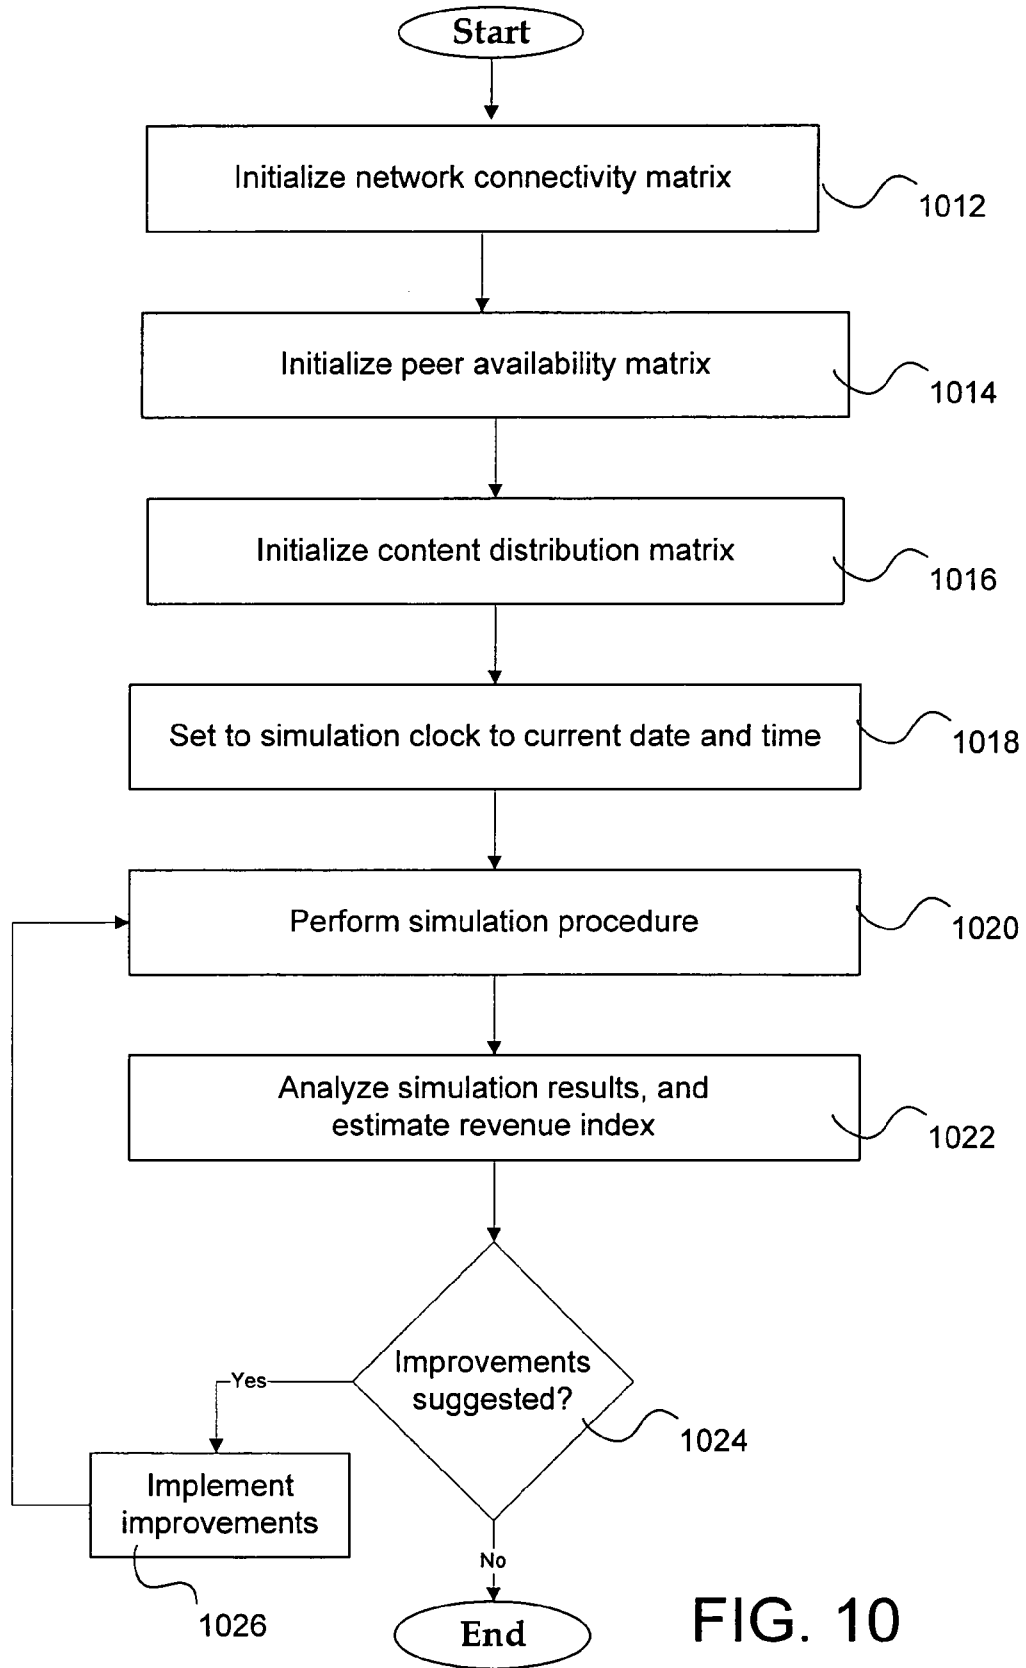 Start
Initialize network connectivity matrix
1012
Initialize peer availability matrix
1014
Initialize content distribution matrix
1016
Set to simulation clock to current date and time
1018
Perform simulation procedure
1020
Analyze simulation results, and
estimate revenue index
1022
Improvements
suggested?
1024
Yes
Implement
improvements
1026
No
End
FIG. 10